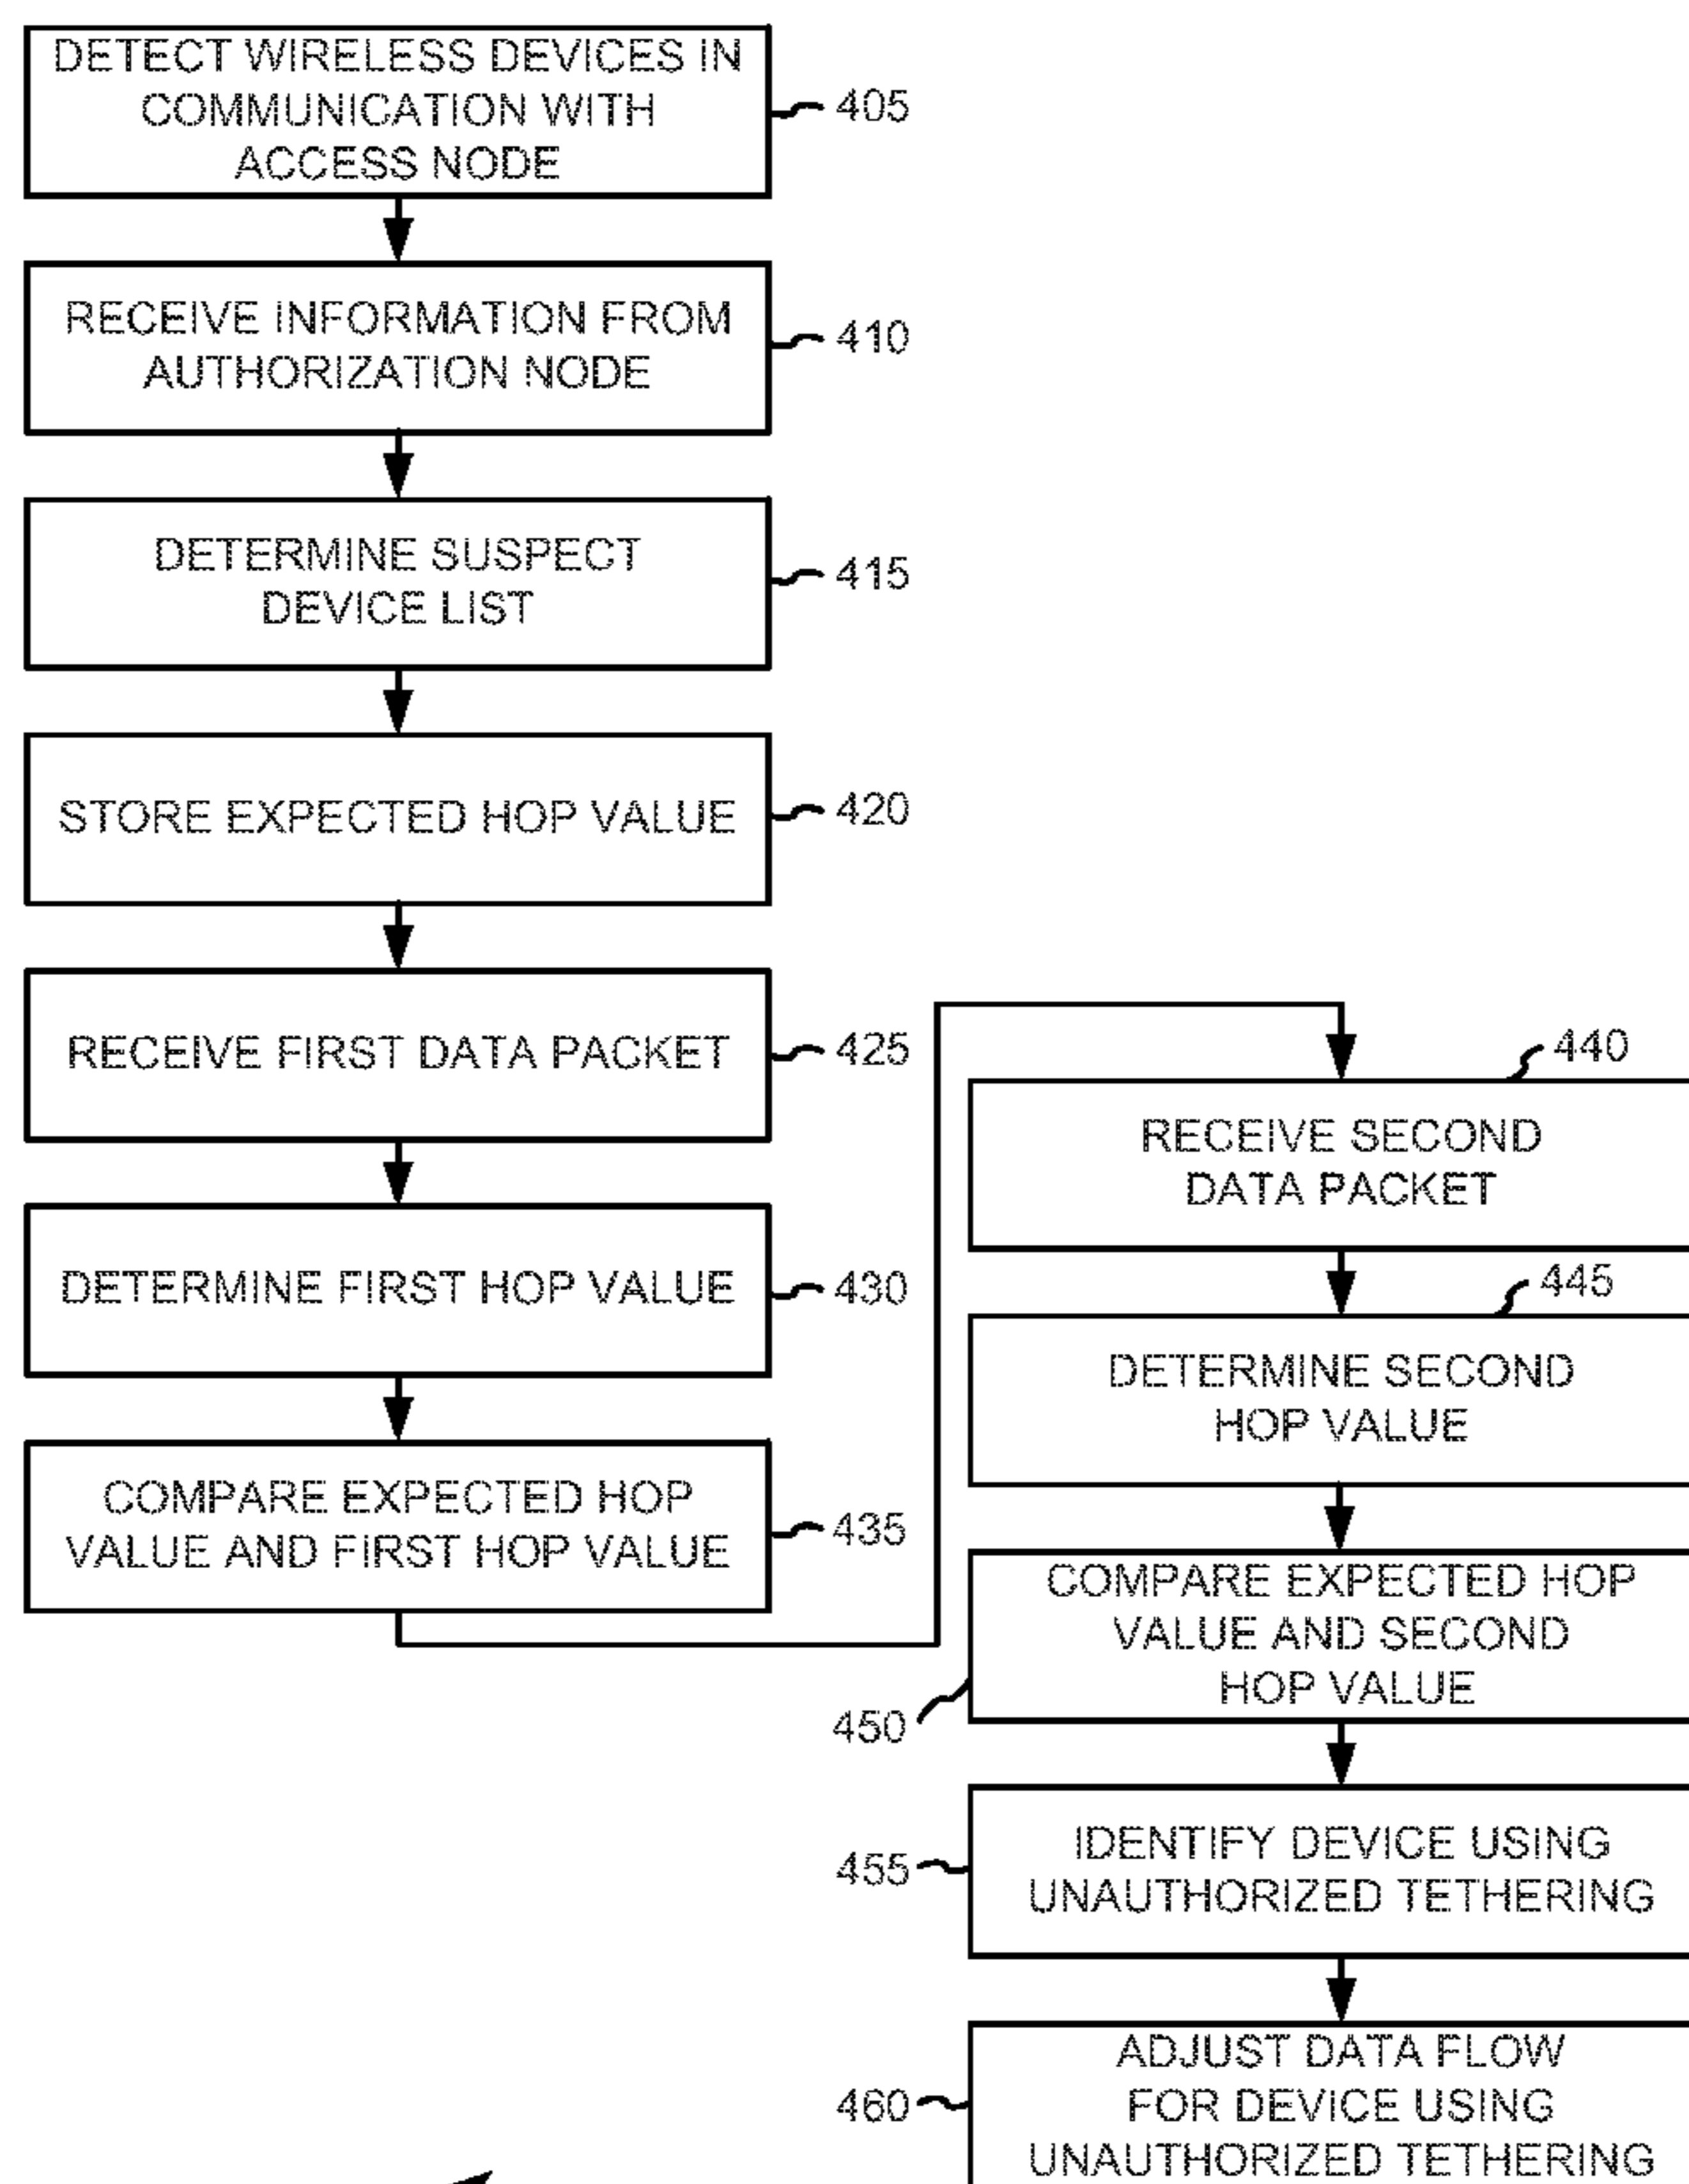 DETECT WIRELESS DEVICES IN
COMMUNICATION WITH
ACCESS NODE
405
RECEIVE INFORMATION FROM
AUTHORIZATION NODE
410
DETERMINE SUSPECT
DEVICE LIST
415
STORE EXPECTED HOP VALUE
420
RECEIVE FIRST DATA PACKET
425
DETERMINE FIRST HOP VALUE
430
COMPARE EXPECTED HOP
VALUE AND FIRST HOP VALUE
435
440
RECEIVE SECOND
DATA PACKET
445
DETERMINE SECOND
HOP VALUE
COMPARE EXPECTED HOP
VALUE AND SECOND
HOP VALUE
450
IDENTIFY DEVICE USING
UNAUTHORIZED TETHERING
455
ADJUST DATA FLOW
FOR DEVICE USING
UNAUTHORIZED TETHERING
460